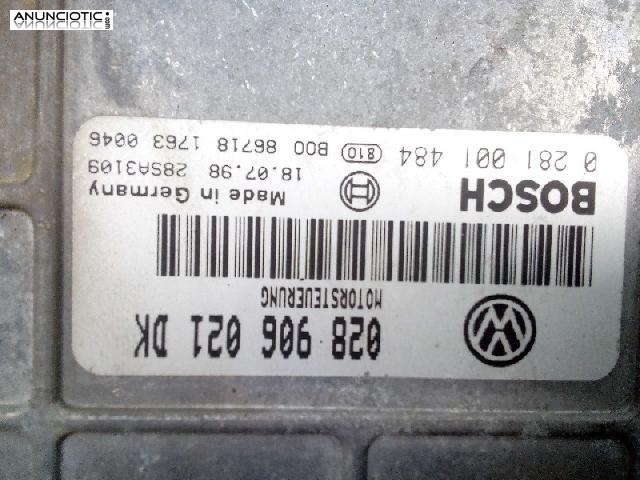 ANUNCIOTIC.com
028 906 021 DK
MOTORSTEUERUNG
BOSCH Made in Germany
18.07.98 28SA3109
0 281 001 484 810 B00 86718 1763 0046